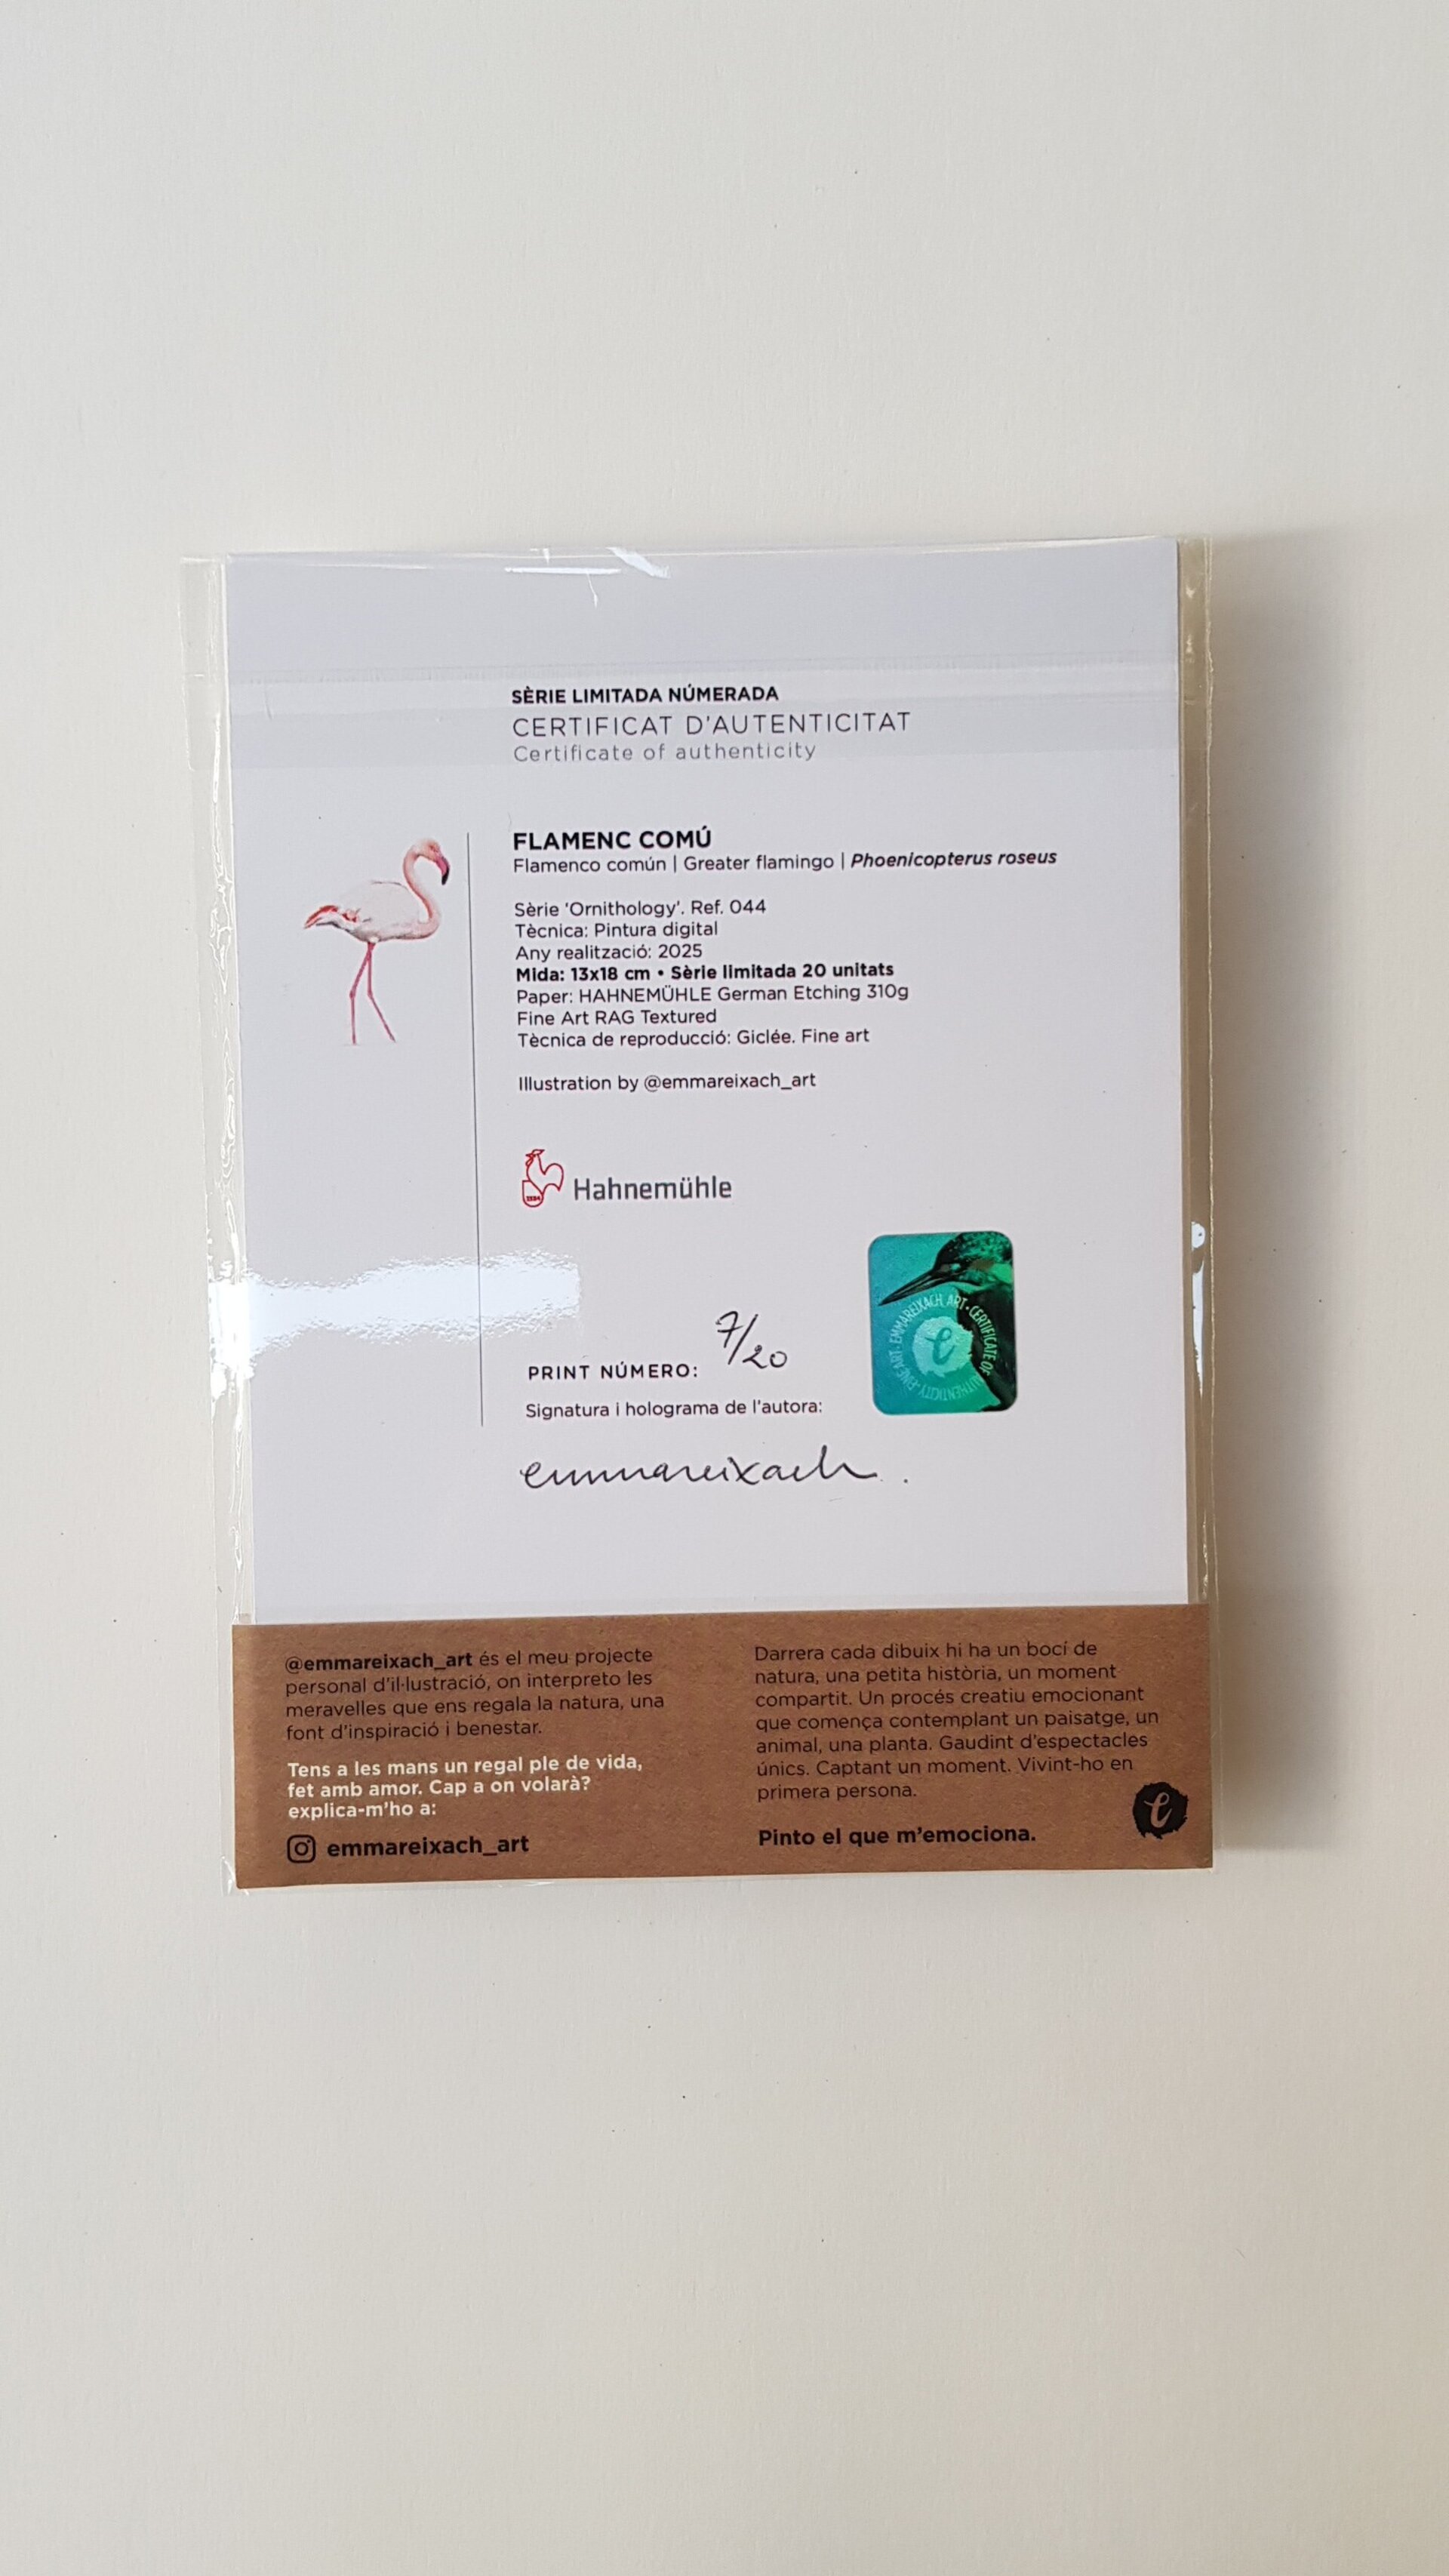 SÈRIE LIMITADA NÚMERADA
CERTIFICAT D'AUTENTICITAT
Certificate of authenticity
FLAMENC COMÚ
Flamenco común | Greater flamingo | Phoenicopterus roseus
Sèrie 'Ornithology'. Ref. 044
Tècnica: Pintura digital
Any realització: 2025
Mida: 13x18 cm • Sèrie limitada 20 unitats
Paper: HAHNEMÜHLE German Etching 310g
Fine Art RAG Textured
Tècnica de reproducció: Giclée. Fine art
Illustration by @emmareixach_art
Hahnemühle
PRINT NÚMERO: 7/20
EMMAREIXACH ART • CERTIFICATE OF AUTHENTICITY • FINE ART •
Signatura i holograma de l'autora:
emmareixach.
@emmareixach_art és el meu projecte
personal d'il·lustració, on interpreto les
meravelles que ens regala la natura, una
font d'inspiració i benestar.
Tens a les mans un regal ple de vida,
fet amb amor. Cap a on volarà?
explica-m'ho a:
emmareixach_art
Darrera cada dibuix hi ha un bocí de
natura, una petita història, un moment
compartit. Un procés creatiu emocionant
que comença contemplant un paisatge, un
animal, una planta. Gaudint d'espectacles
únics. Captant un moment. Vivint-ho en
primera persona.
Pinto el que m'emociona.
e